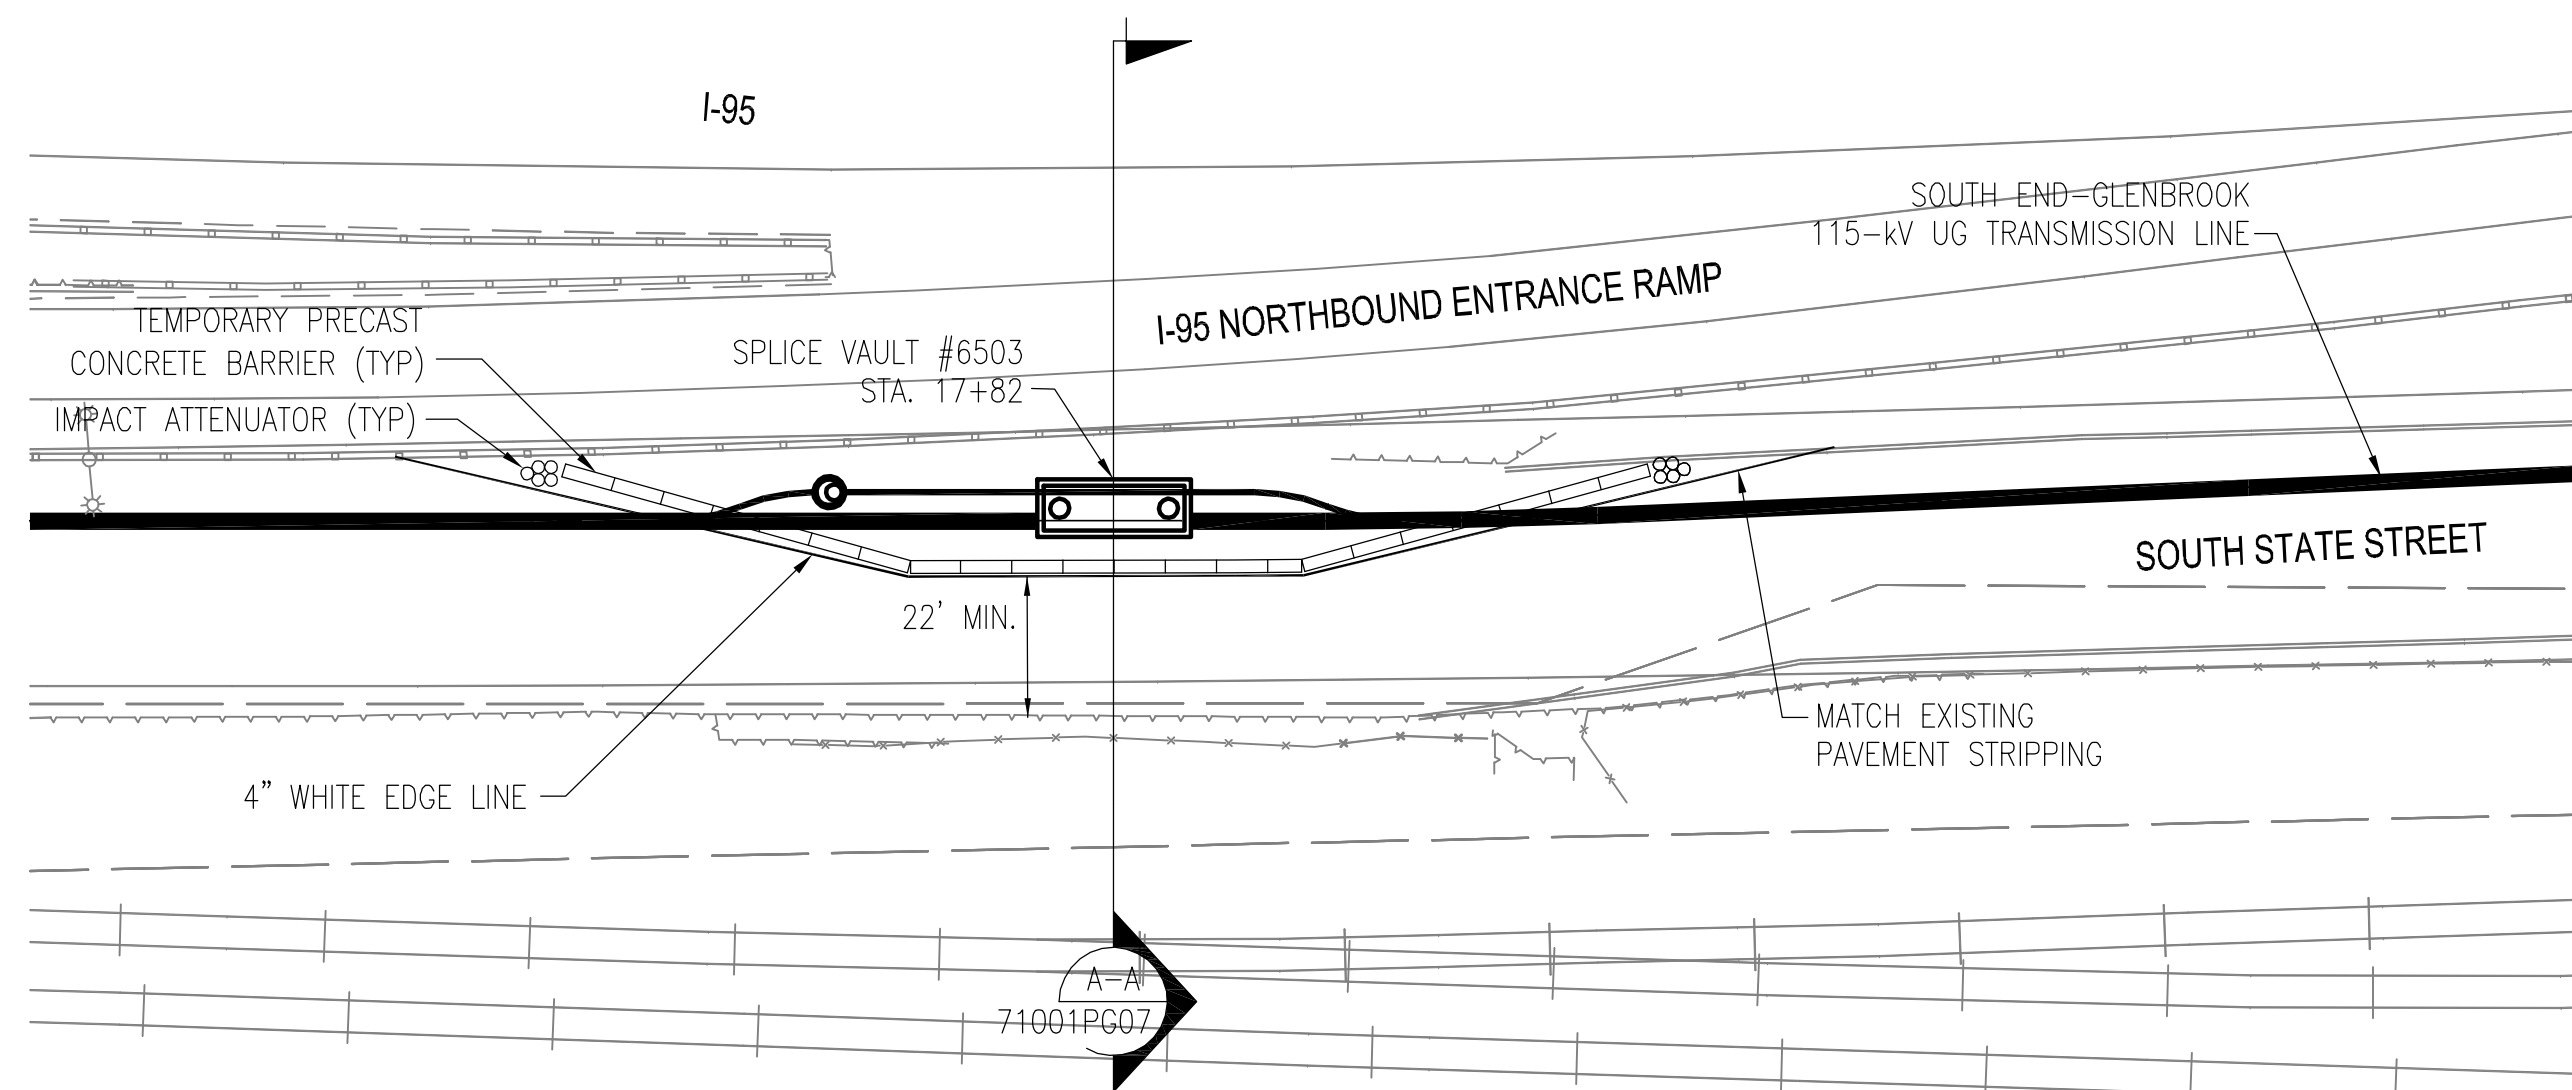 I-95
SOUTH END-GLENBROOK
115-kV UG TRANSMISSION LINE
I-95 NORTHBOUND ENTRANCE RAMP
TEMPORARY PRECAST
CONCRETE BARRIER (TYP)
SPLICE VAULT #6503
STA. 17+82
IMPACT ATTENUATOR (TYP)
SOUTH STATE STREET
22' MIN.
MATCH EXISTING
PAVEMENT STRIPPING
4" WHITE EDGE LINE
A-A
71001PG07